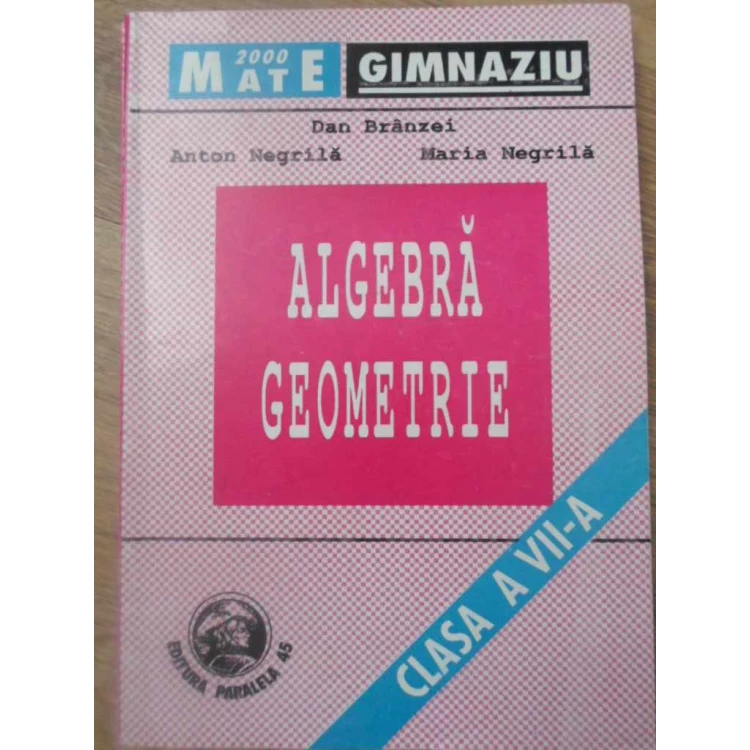 2000
MATE GIMNAZIU
Dan Brânzei
Anton Negrilă Maria Negrilă
ALGEBRĂ
GEOMETRIE
CLASA A VII-A
EDITURA PARALELA 45